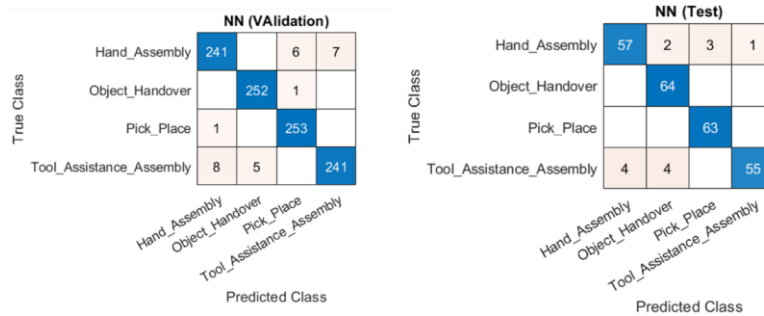 NN (VAlidation)
True Class
Hand_Assembly 241 6 7
Object_Handover 252 1
Pick_Place 1 253
Tool_Assistance_Assembly 8 5 241
Hand_Assembly
Object_Handover
Pick_Place
Tool_Assistance_Assembly
Predicted Class
NN (Test)
True Class
Hand_Assembly 57 2 3 1
Object_Handover 64
Pick_Place 63
Tool_Assistance_Assembly 4 4 55
Hand_Assembly
Object_Handover
Pick_Place
Tool_Assistance_Assembly
Predicted Class